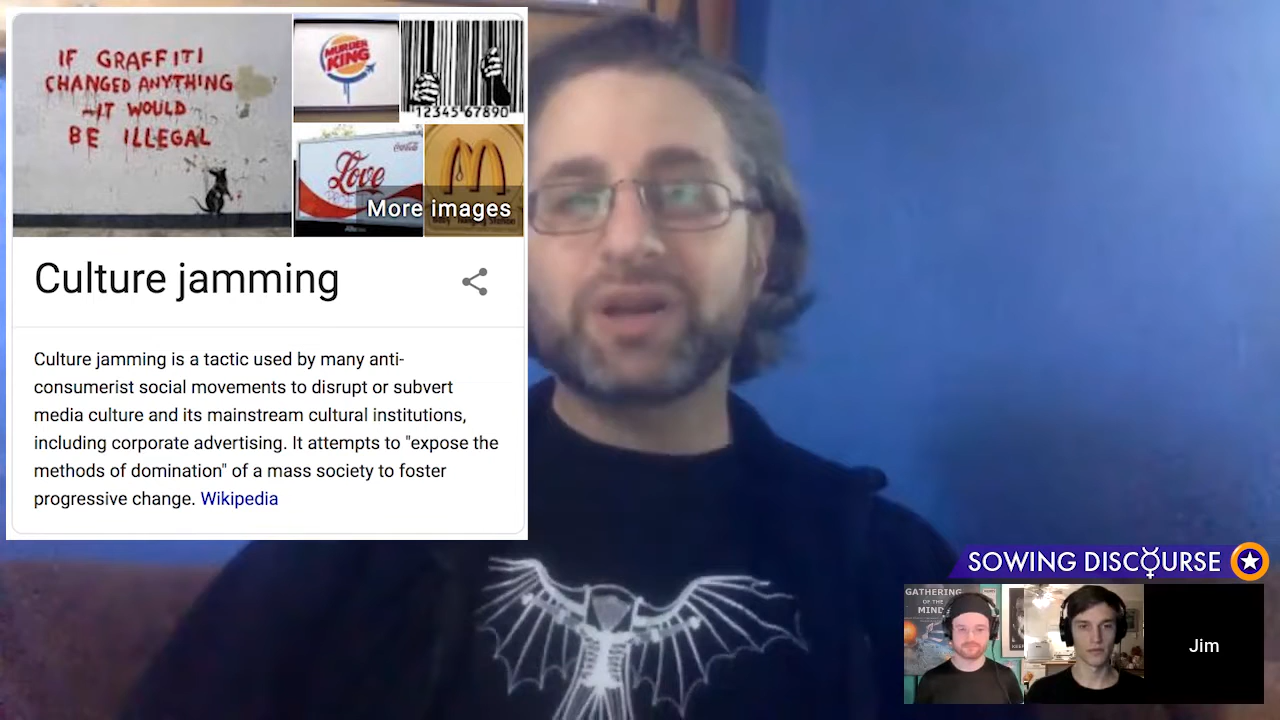 IF GRAFFITI
CHANGED ANYTHING
-IT WOULD
BE ILLEGAL
MURDER
KING
1234567890
Coca-Cola
Love
More images
Culture jamming
Culture jamming is a tactic used by many anti-
consumerist social movements to disrupt or subvert
media culture and its mainstream cultural institutions,
including corporate advertising. It attempts to "expose the
methods of domination" of a mass society to foster
progressive change. Wikipedia
SOWING DISCOURSE
GATHERING
OF THE
MIND
Jim